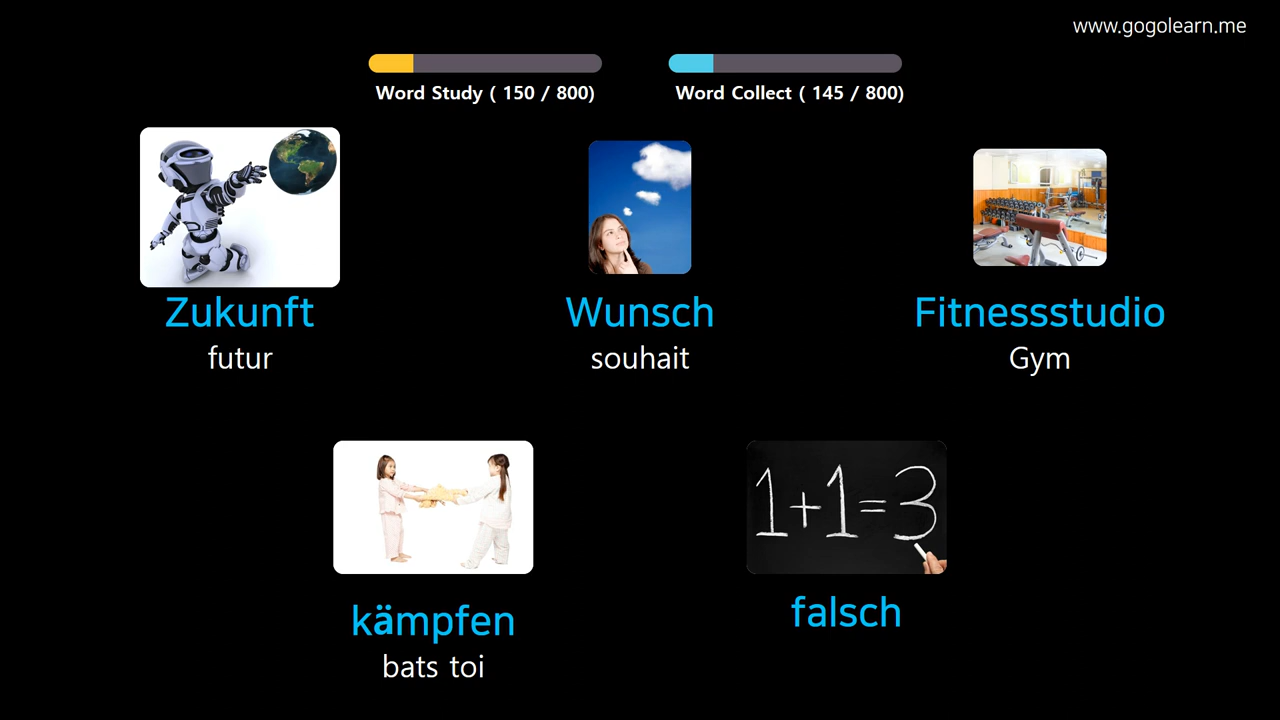 www.gogolearn.me
Word Study ( 150 / 800)
Word Collect ( 145 / 800)
Zukunft
futur
Wunsch
souhait
Fitnessstudio
Gym
1+1=3
kämpfen
bats toi
falsch